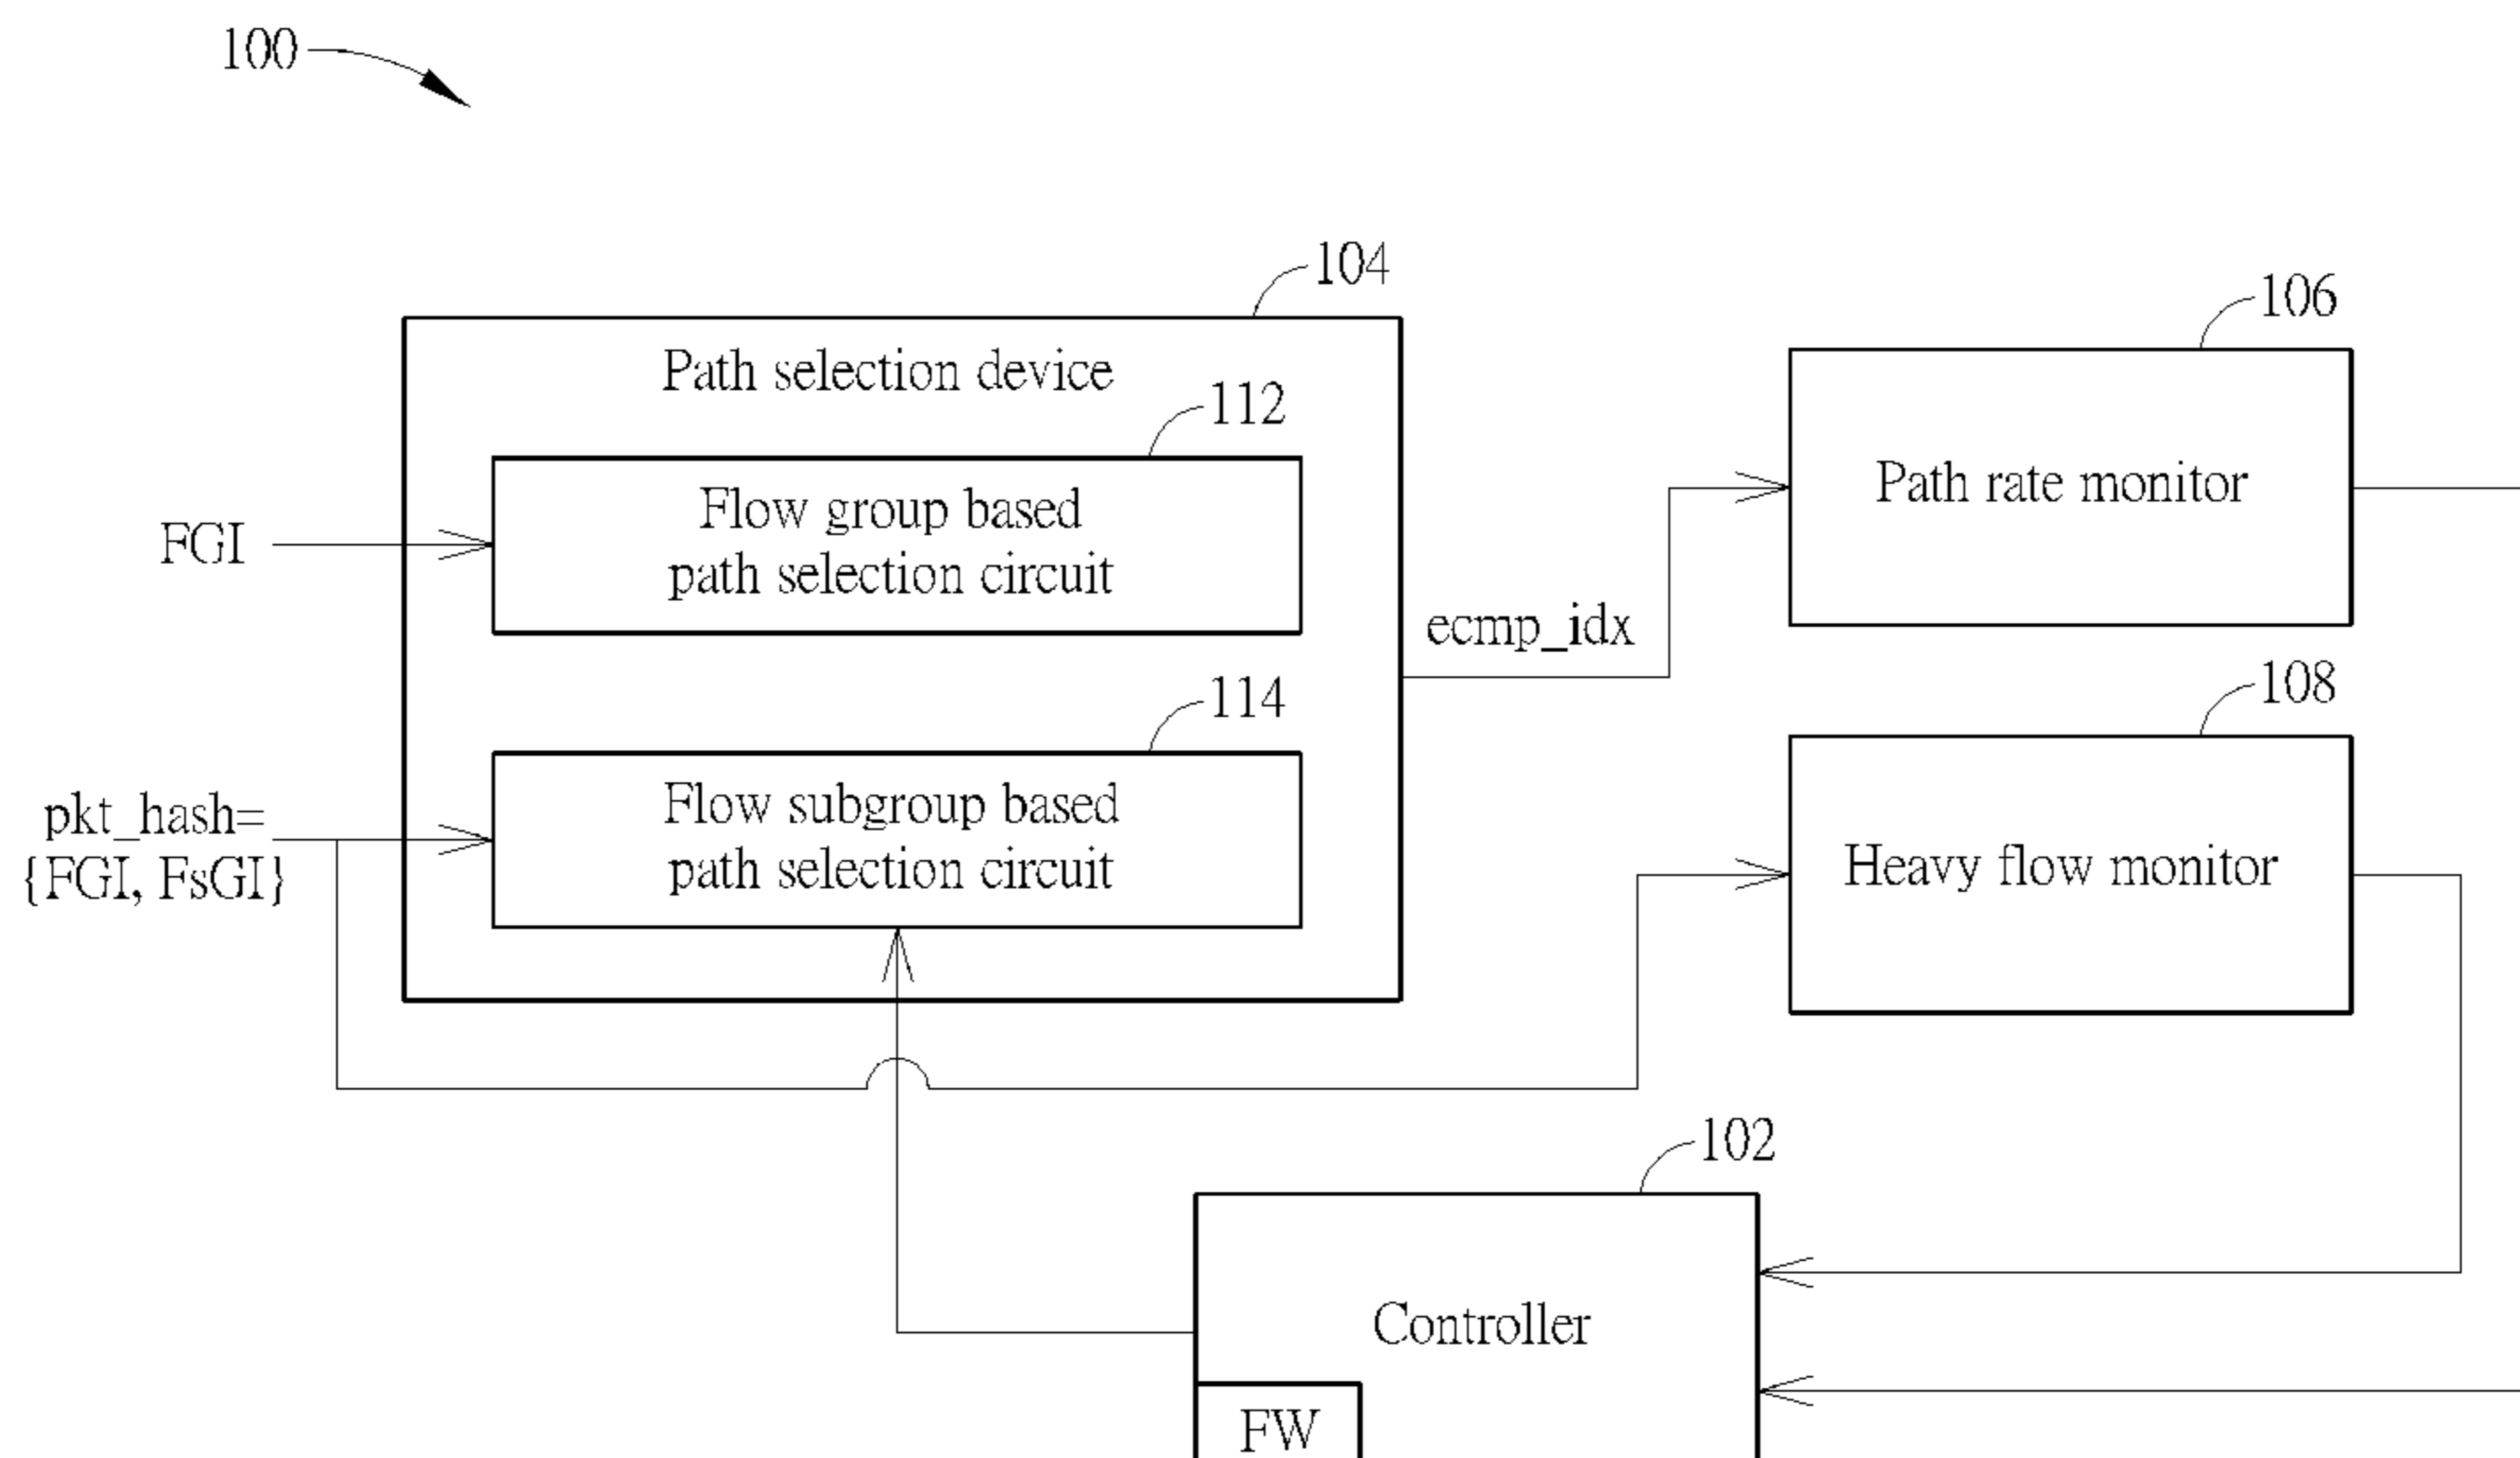 100
104
106
Path selection device
112
Flow group based
path selection circuit
Path rate monitor
FGI
ecmp_idx
108
114
Flow subgroup based
path selection circuit
pkt_hash=
{FGI, FsGI}
Heavy flow monitor
102
Controller
FW